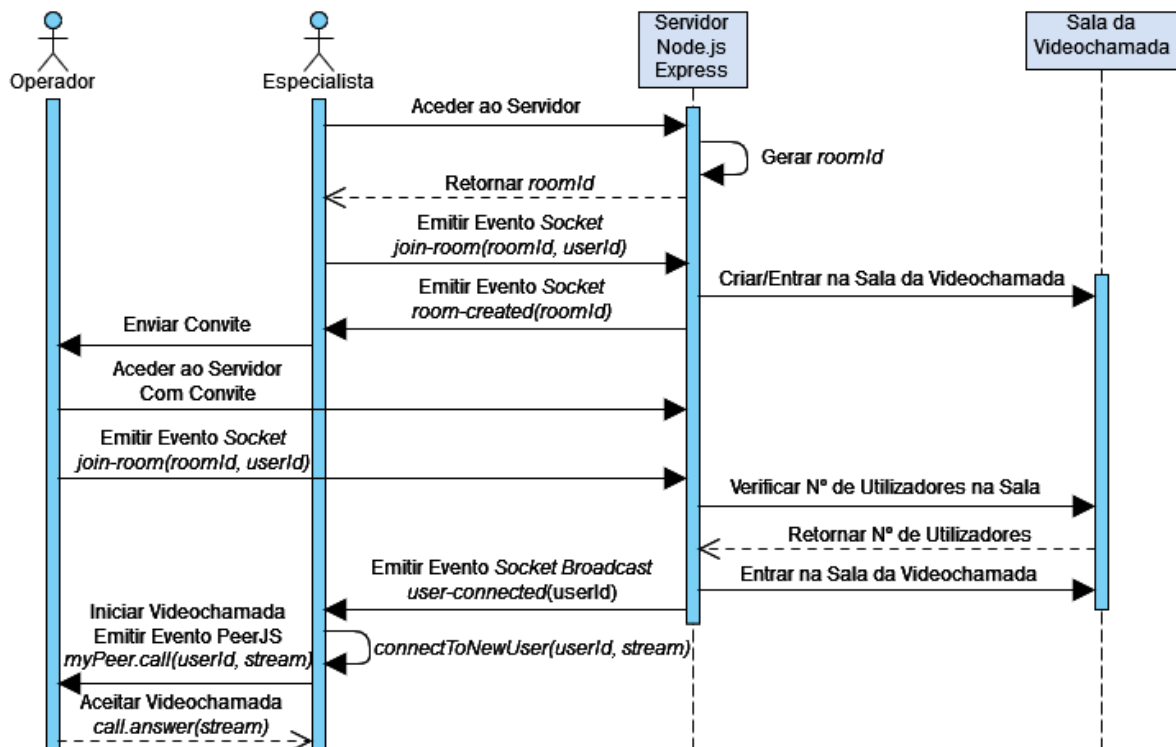 Operador
Especialista
Servidor
Node.js
Express
Sala da
Videochamada
Aceder ao Servidor
Gerar roomId
Retornar roomId
Emitir Evento Socket
join-room(roomId, userId)
Criar/Entrar na Sala da Videochamada
Emitir Evento Socket
room-created(roomId)
Enviar Convite
Aceder ao Servidor
Com Convite
Emitir Evento Socket
join-room(roomId, userId)
Verificar Nº de Utilizadores na Sala
Retornar Nº de Utilizadores
Emitir Evento Socket Broadcast
user-connected(userId)
Entrar na Sala da Videochamada
Iniciar Videochamada
Emitir Evento PeerJS
myPeer.call(userId, stream)
connectToNewUser(userId, stream)
Aceitar Videochamada
call.answer(stream)